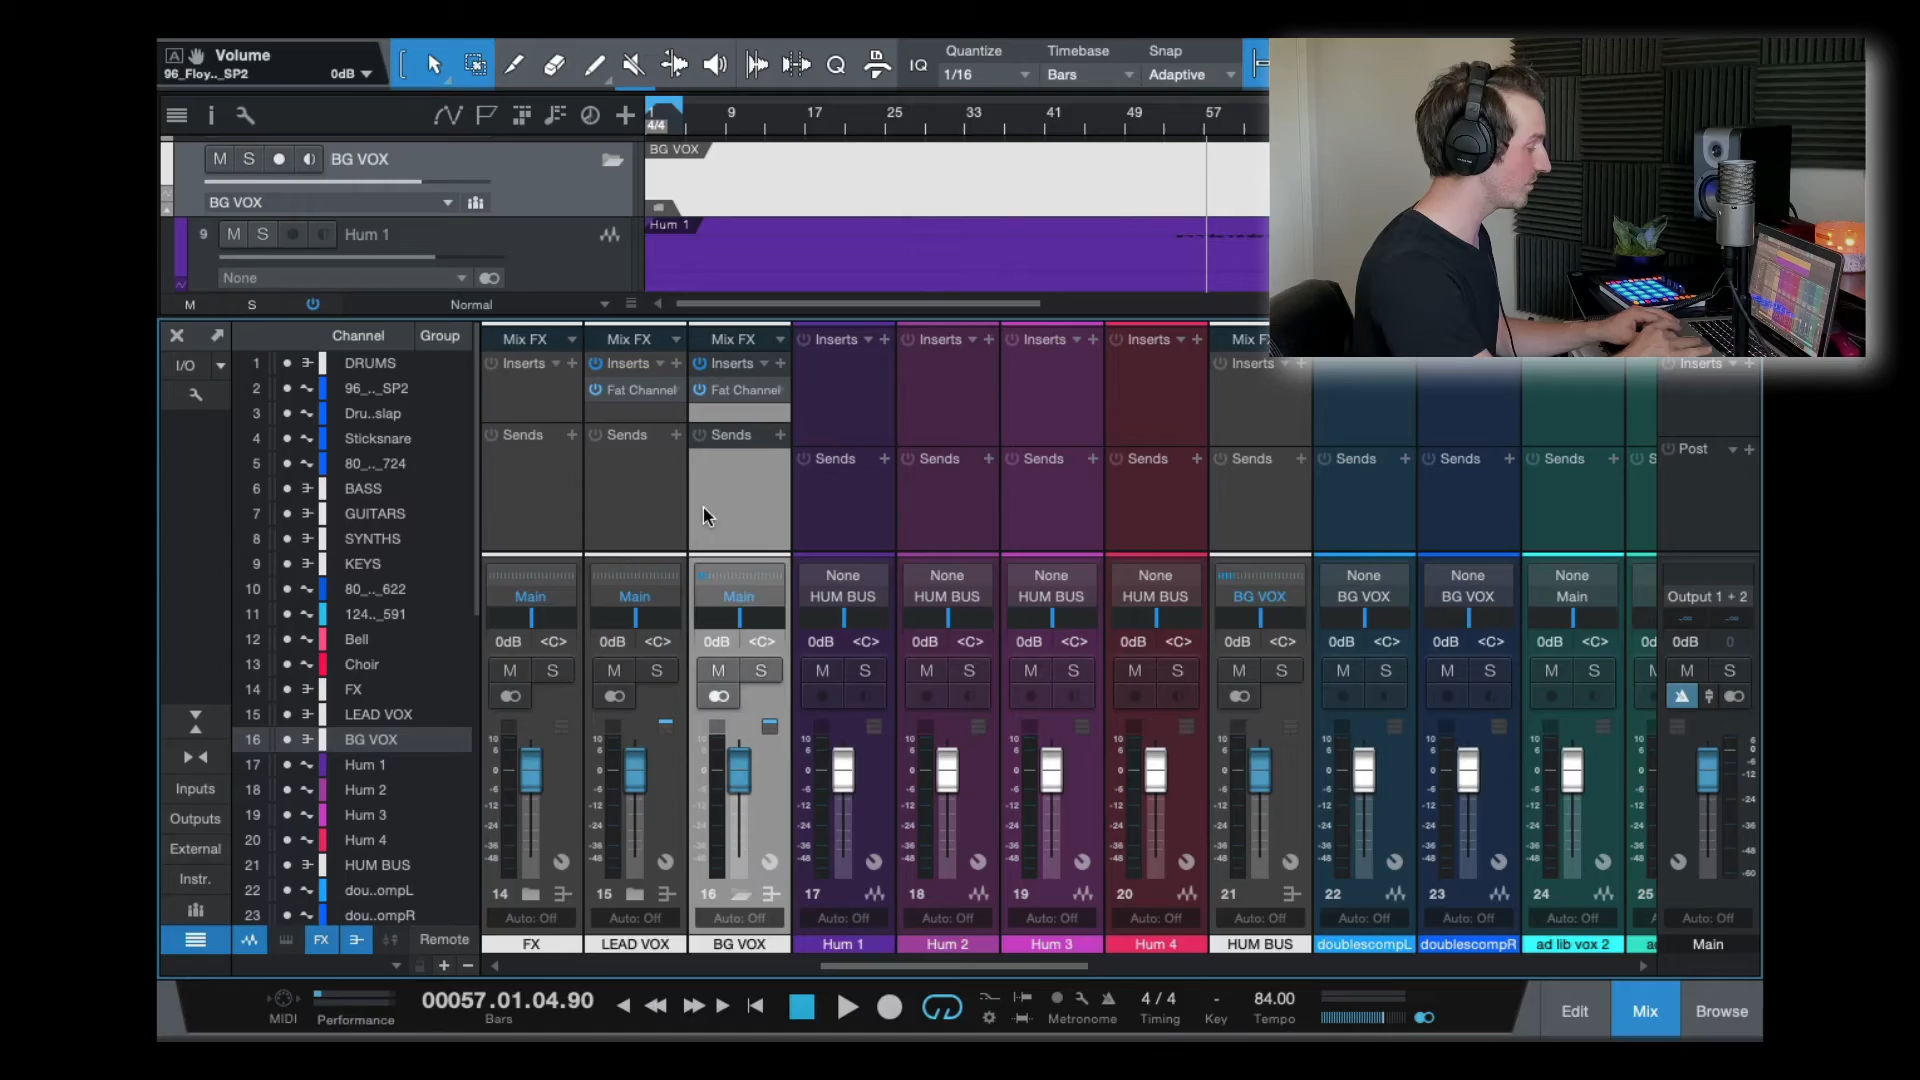 A Volume
96_Floy.._SP2 0dB
Quantize Timebase Snap
IQ 1/16 Bars Adaptive
1 9 17 25 33 41 49 57
4/4
M S BG VOX
BG VOX
BG VOX
9 M S Hum 1
Hum 1
None
M S Normal
Channel Group
I/O
1 DRUMS
2 96_.._SP2
3 Dru..slap
4 Sticksnare
5 80_.._724
6 BASS
7 GUITARS
8 SYNTHS
9 KEYS
10 80_.._622
11 124.._591
12 Bell
13 Choir
14 FX
15 LEAD VOX
16 BG VOX
17 Hum 1
18 Hum 2
19 Hum 3
20 Hum 4
21 HUM BUS
22 dou..ompL
23 dou..ompR
Inputs
Outputs
External
Instr.
FX Remote
Mix FX Mix FX Mix FX Inserts Inserts Inserts Inserts Mix F
Inserts Inserts Inserts Inserts Inserts
Fat Channel Fat Channel
Sends Sends Sends Post
Sends Sends Sends Sends Sends Sends Sends Sends S
None None None None None None None
Main Main Main HUM BUS HUM BUS HUM BUS HUM BUS BG VOX BG VOX BG VOX Main Output 1 + 2
0dB <C> 0dB <C> 0dB <C> 0dB <C> 0dB <C> 0dB <C> 0dB <C> 0dB <C> 0dB <C> 0dB <C> 0dB <C> 0dB 0
M S M S M S M S M S M S M S M S M S M S M S M S
14 15 16 17 18 19 20 21 22 23 24 25
Auto: Off Auto: Off Auto: Off Auto: Off Auto: Off Auto: Off Auto: Off Auto: Off Auto: Off Auto: Off Auto: Off Auto: Off
FX LEAD VOX BG VOX Hum 1 Hum 2 Hum 3 Hum 4 HUM BUS doublescompL doublescompR ad lib vox 2 Main
MIDI Performance
00057.01.04.90
Bars
Metronome
4 / 4
Timing
-
Key
84.00
Tempo
Edit Mix Browse